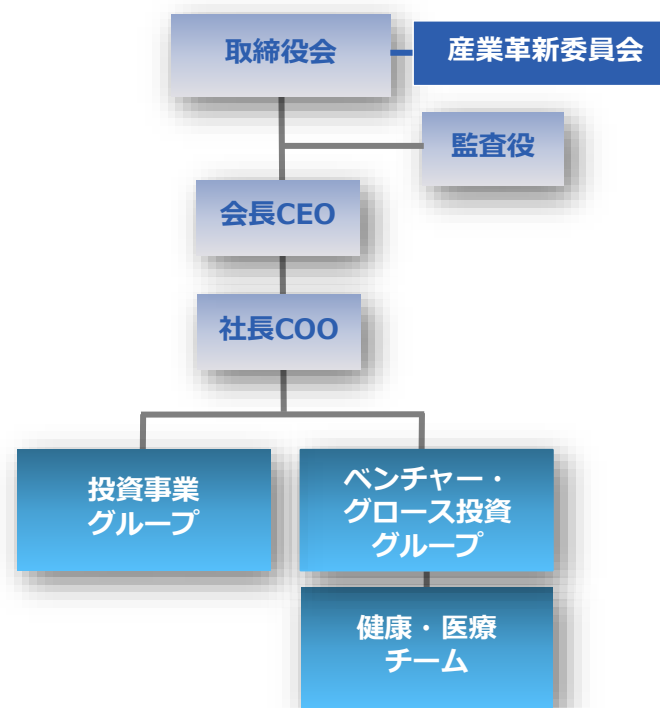 取締役会
産業革新委員会
監査役
会長CEO
社長COO
投資事業
グループ
ベンチャー・
グロース投資
グループ
健康・医療
チーム